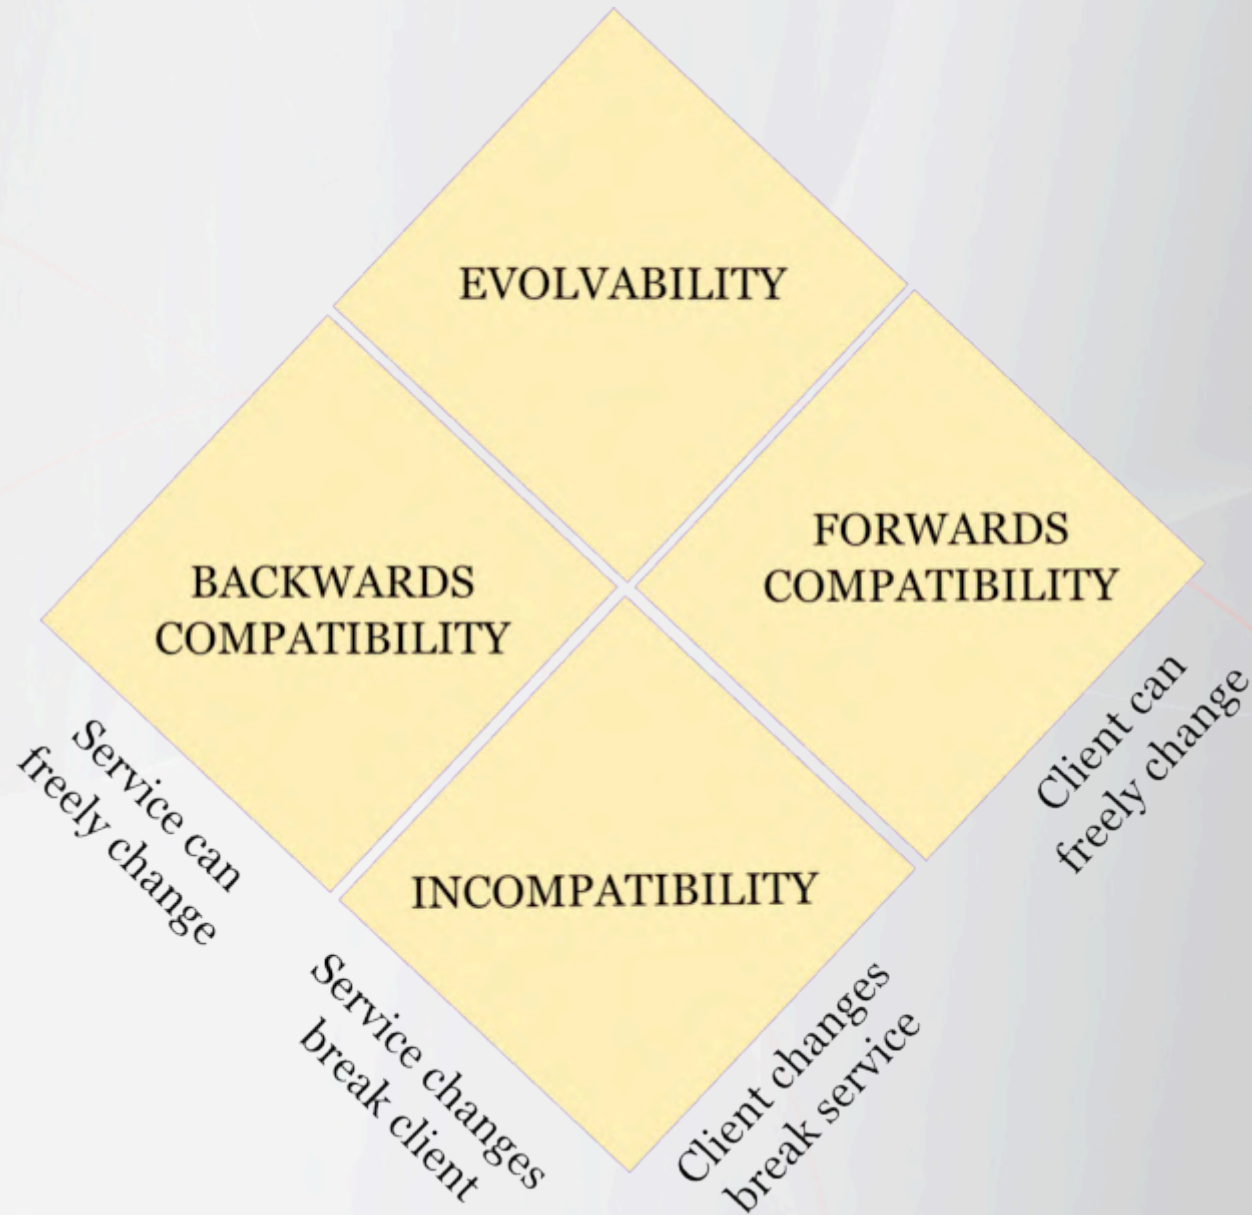 EVOLVABILITY
BACKWARDS
COMPATIBILITY
FORWARDS
COMPATIBILITY
INCOMPATIBILITY
Service can
freely change
Service changes
break client
Client changes
break service
Client can
freely change